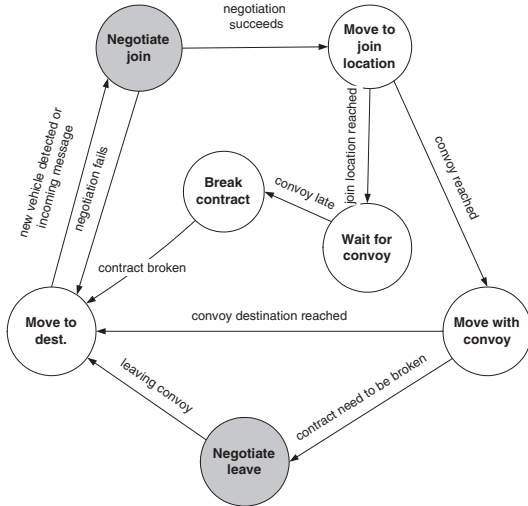 negotiation
succeeds
Negotiate
join
Move to
join
location
new vehicle detected or
incoming message
negotiation fails
join location reached
convoy reached
Break
contract
convoy late
Wait for
convoy
contract broken
Move to
dest.
convoy destination reached
Move with
convoy
leaving convoy
contract need to be broken
Negotiate
leave